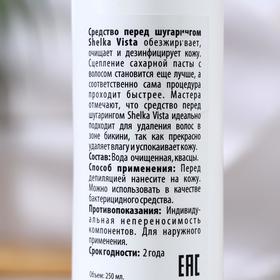 Средство перед шугарингом
Shelka Vista обезжиривает,
очищает и дезинфицирует кожу.
Сцепление сахарной пасты с
волосом становится еще лучше, а
соответственно сама процедура
проходит быстрее. Мастера
отмечают, что средство перед
шугарингом Shelka Vista идеально
подходит для удаления волос в
зоне бикини, так как прекрасно
удаляет влагу и успокаивает кожу.
Состав: Вода очищенная, квасцы.
Способ применения: Перед
депиляцией нанесите на кожу.
Можно использовать в качестве
бактерицидного средства.
Противопоказания: Индивиду-
альная непереносимость
компонентов. Для наружного
применения.
Срок годности: 2 года
Объем: 250 мл.
EAC